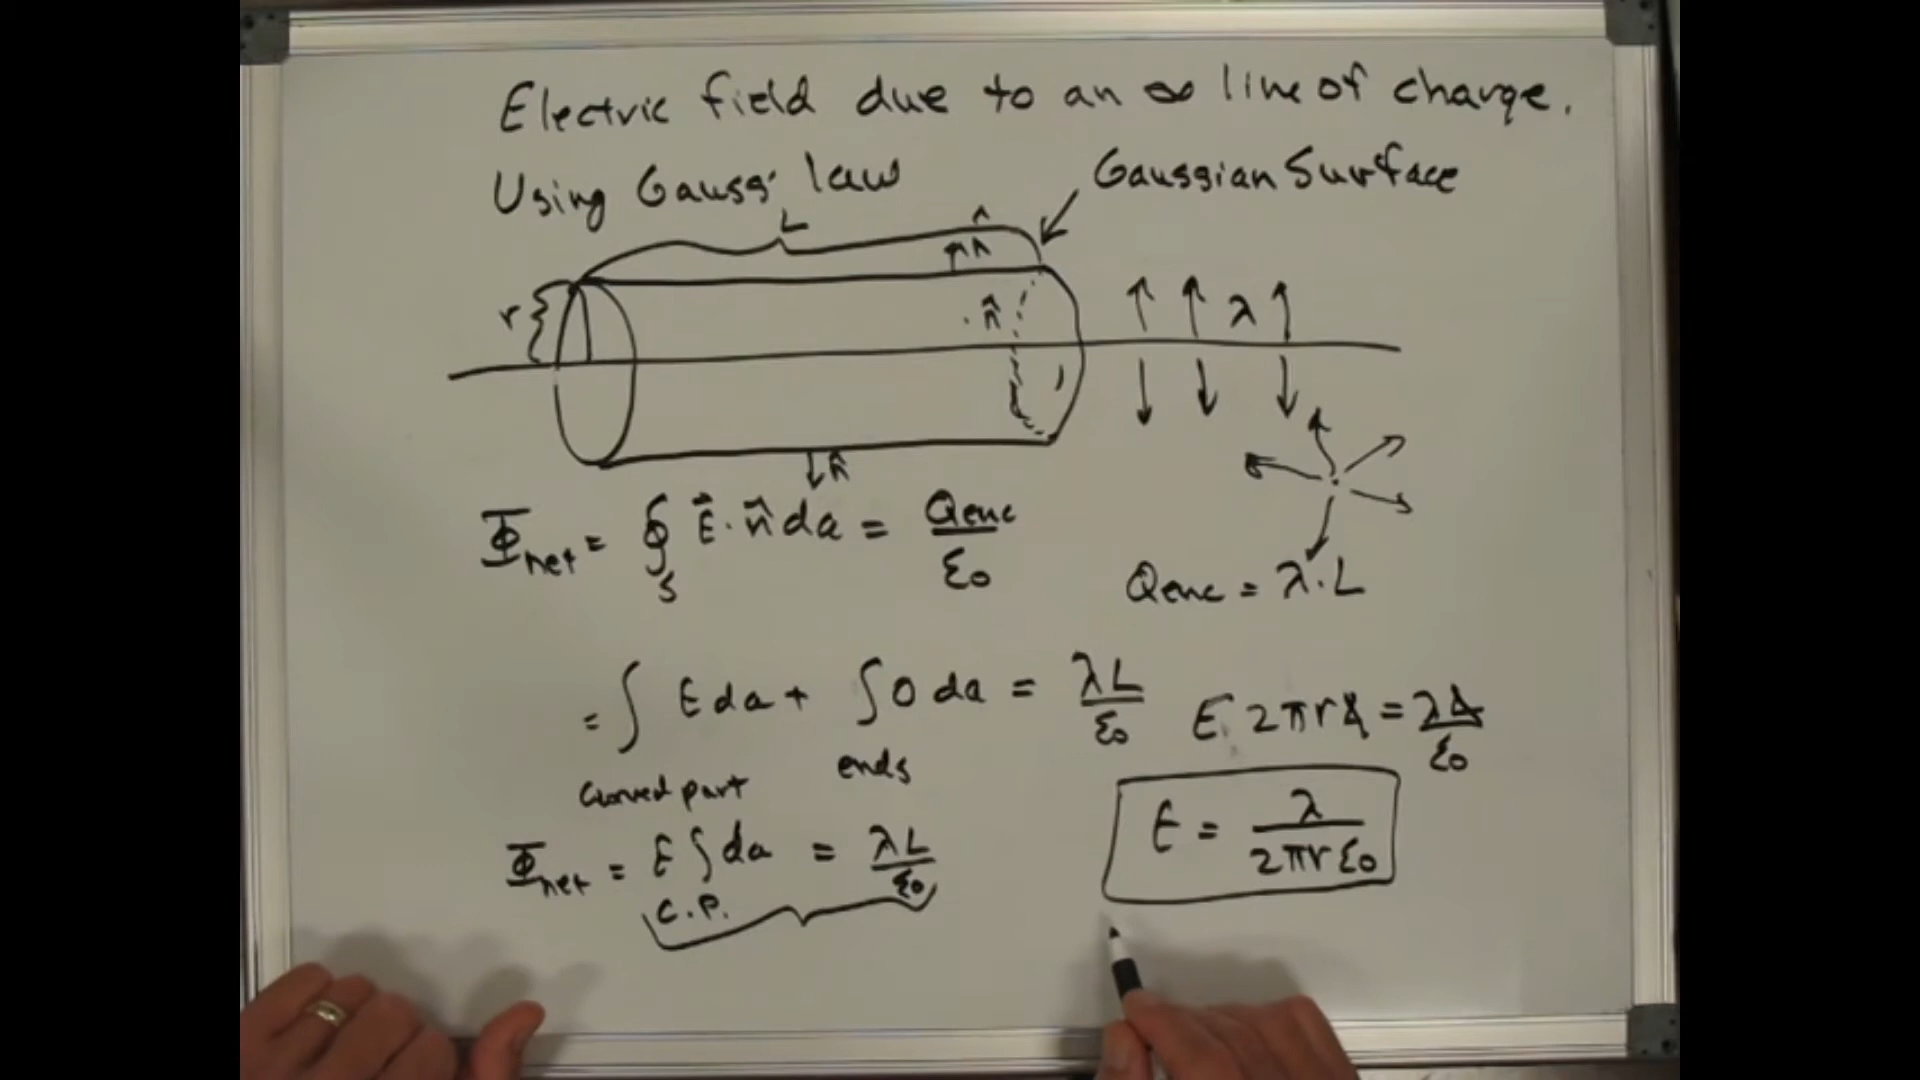 Electric field due to an ∞ line of charge.
Using Gauss' law
Gaussian Surface
L
n̂
r
n̂
λ
n̂
Φnet = ∮S E⃗ · n̂ da = Qenc/ε0
Qenc = λ · L
= ∫ E da + ∫ 0 da = λL/ε0
curved part ends
E 2πrL = λL/ε0
Φnet = E ∫ da = λL/ε0
C.P.
E = λ/2πrε0